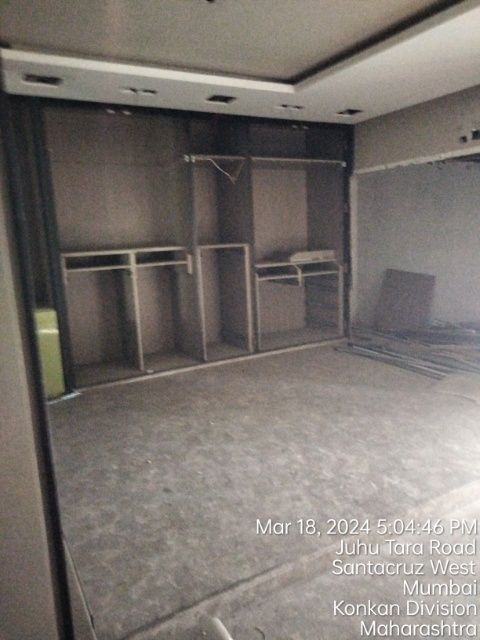 Mar 18, 2024 5:04:46 PM
Juhu Tara Road
Santacruz West
Mumbai
Konkan Division
Maharashtra